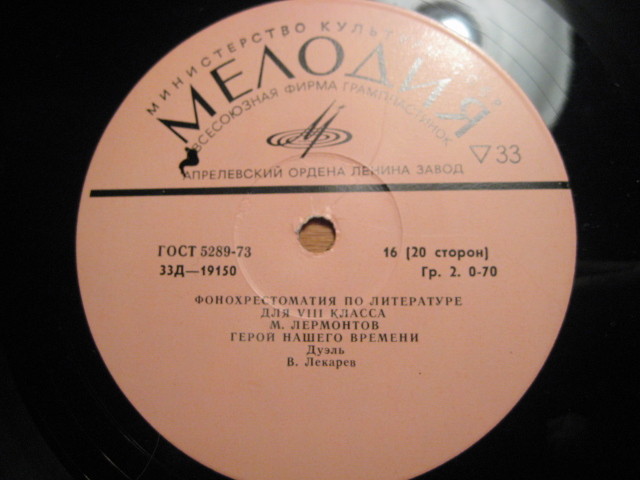 МИНИСТЕРСТВО КУЛЬТУРЫ СССР
МЕЛОДИЯ
ВСЕСОЮЗНАЯ ФИРМА ГРАМПЛАСТИНОК
АПРЕЛЕВСКИЙ ОРДЕНА ЛЕНИНА ЗАВОД
▽33
ГОСТ 5289-73
16 [20 сторон]
33Д—19150
Гр. 2. 0-70
ФОНОХРЕСТОМАТИЯ ПО ЛИТЕРАТУРЕ
ДЛЯ VIII КЛАССА
М. ЛЕРМОНТОВ
ГЕРОЙ НАШЕГО ВРЕМЕНИ
Дуэль
В. Лекарев